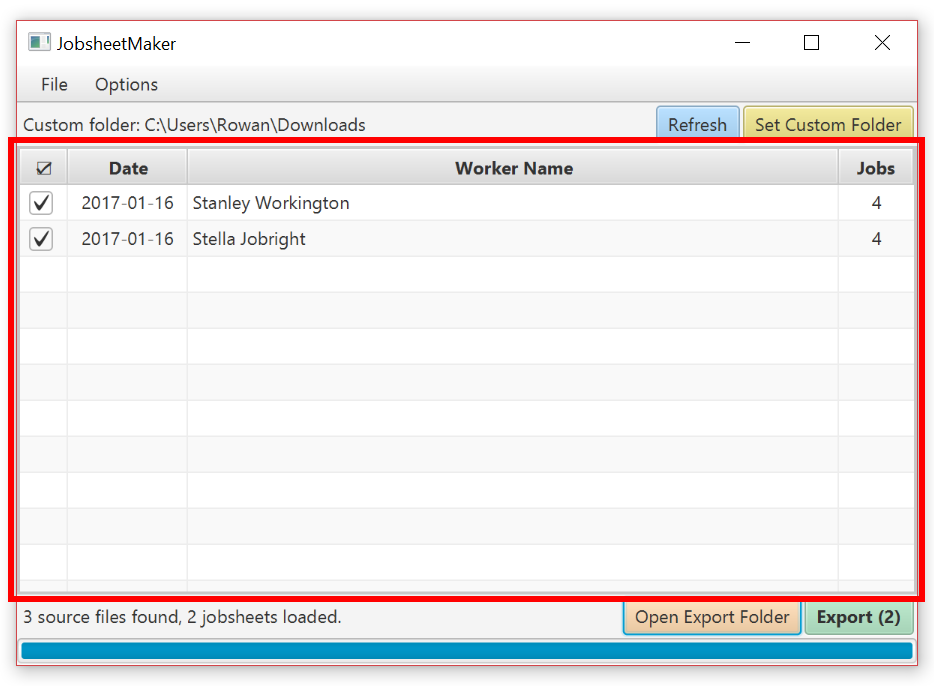 JobsheetMaker
File Options
Custom folder: C:\Users\Rowan\Downloads Refresh Set Custom Folder
Date Worker Name Jobs
2017-01-16 Stanley Workington 4
2017-01-16 Stella Jobright 4
3 source files found, 2 jobsheets loaded. Open Export Folder Export (2)